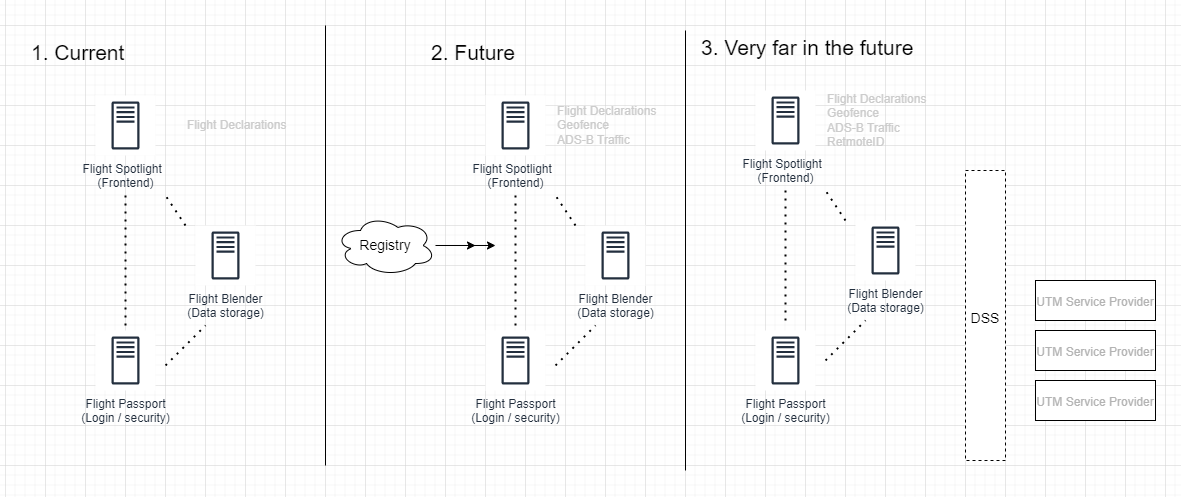 1. Current
Flight Declarations
Flight Spotlight
(Frontend)
Flight Blender
(Data storage)
Flight Passport
(Login / security)
2. Future
Flight Declarations
Geofence
ADS-B Traffic
Flight Spotlight
(Frontend)
Registry
Flight Blender
(Data storage)
Flight Passport
(Login / security)
3. Very far in the future
Flight Declarations
Geofence
ADS-B Traffic
RetmoteID
Flight Spotlight
(Frontend)
Flight Blender
(Data storage)
Flight Passport
(Login / security)
DSS
UTM Service Provider
UTM Service Provider
UTM Service Provider